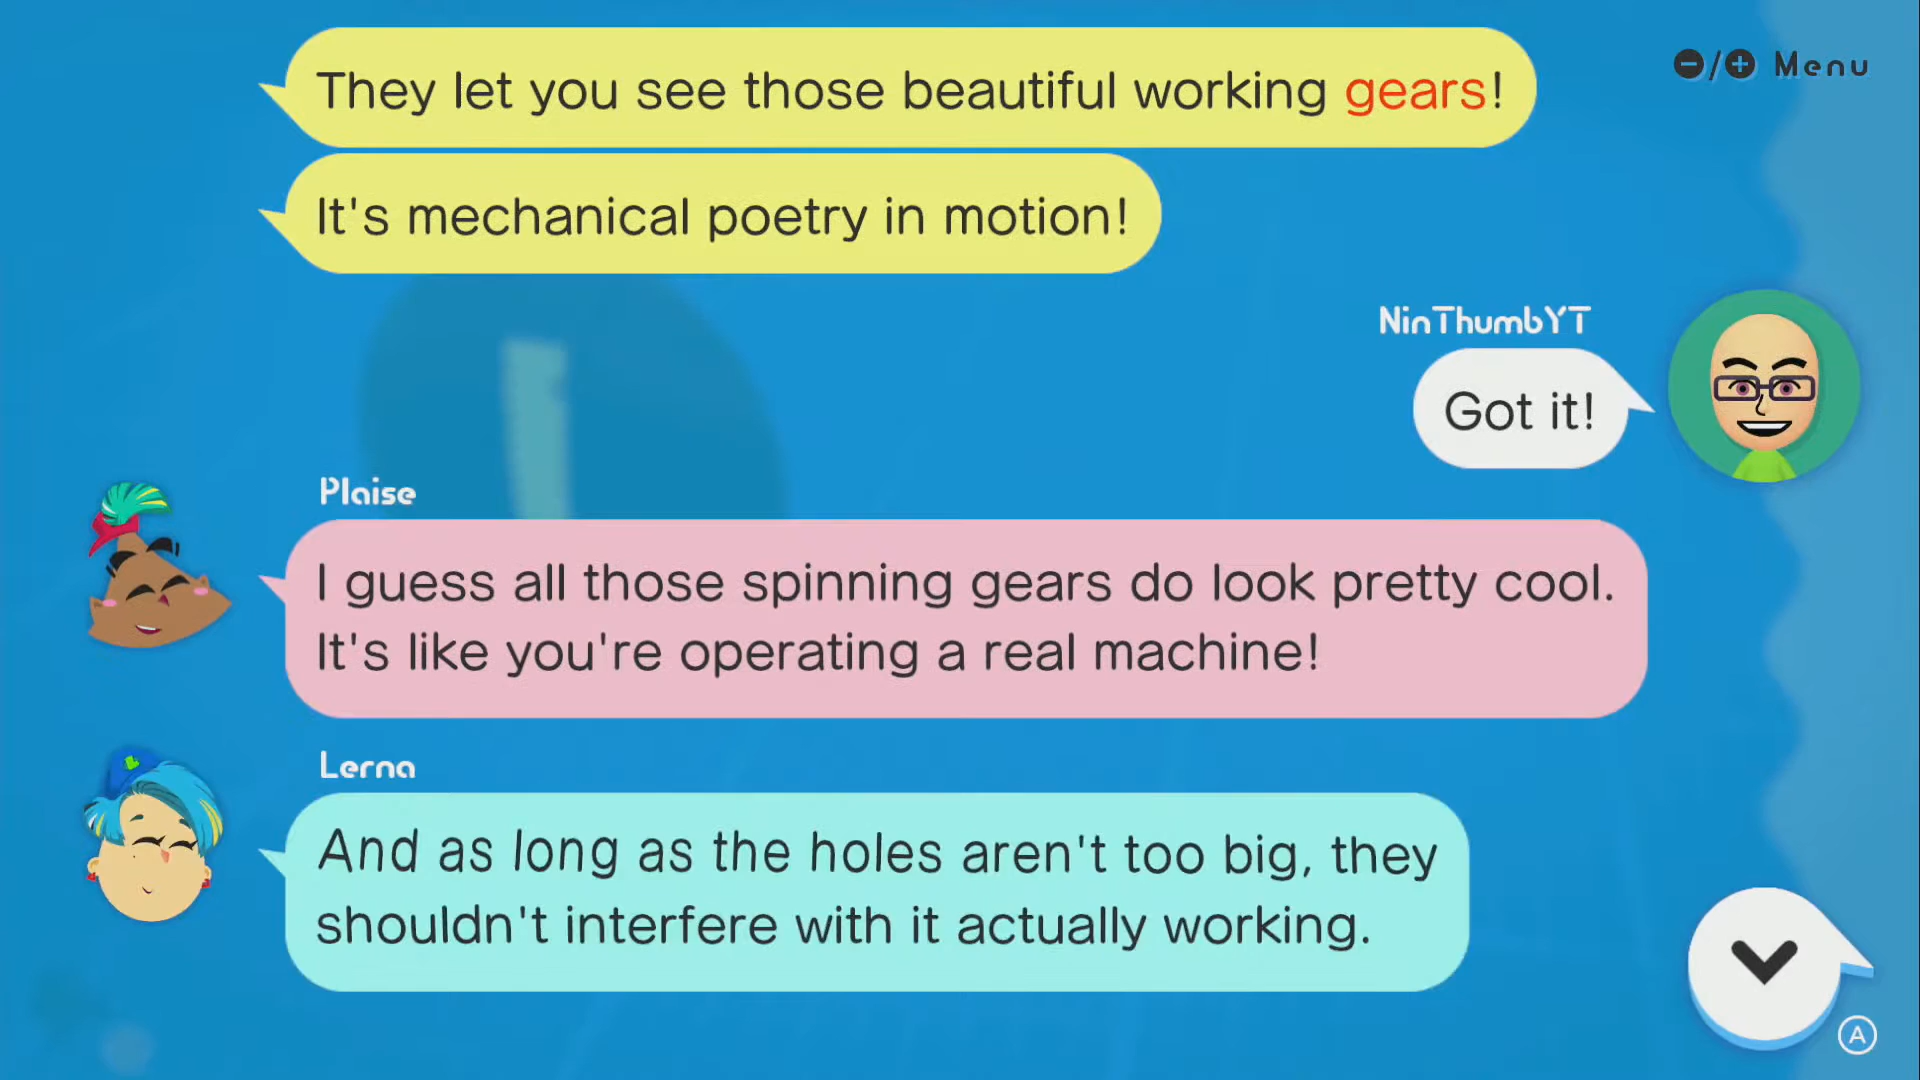 They let you see those beautiful working gears!
-/+ Menu
It's mechanical poetry in motion!
NinThumbYT
Got it!
Plaise
I guess all those spinning gears do look pretty cool.
It's like you're operating a real machine!
Lerna
And as long as the holes aren't too big, they
shouldn't interfere with it actually working.
A